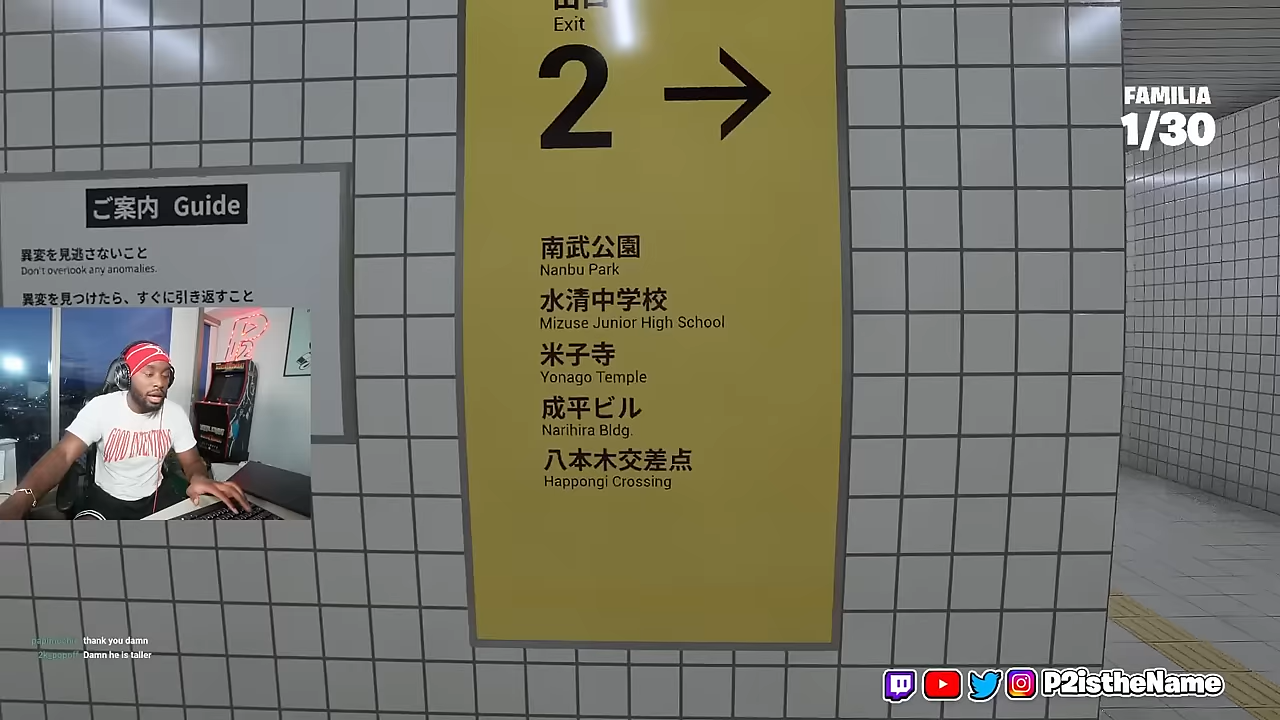 出口
Exit
2
ご案内 Guide
異変を見逃さないこと
Don't overlook any anomalies.
異変を見つけたら、すぐに引き返すこと
南武公園
Nanbu Park
水清中学校
Mizuse Junior High School
米子寺
Yonago Temple
成平ビル
Narihira Bldg.
八本木交差点
Happongi Crossing
FAMILIA
1/30
GOOD INTENTIONS
thank you damn
Damn he is taller
P2istheName